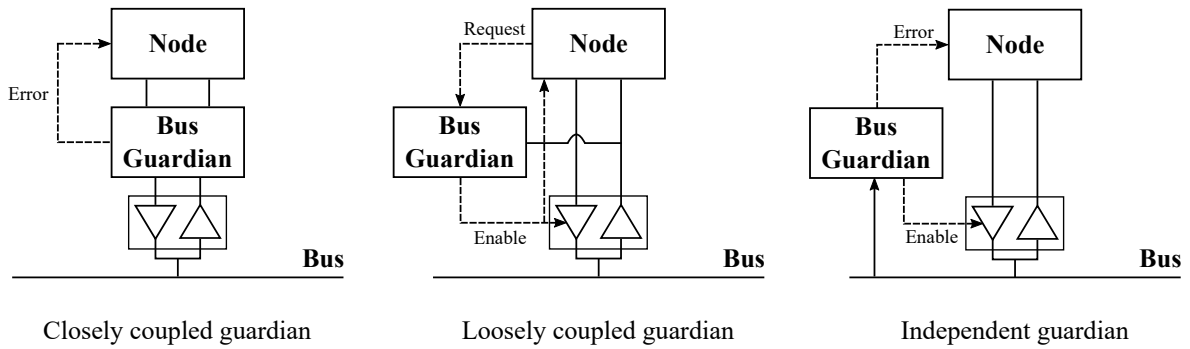 Node
Error
Bus
Guardian
Bus
Closely coupled guardian
Request
Node
Bus
Guardian
Enable
Bus
Loosely coupled guardian
Error
Node
Bus
Guardian
Enable
Bus
Independent guardian